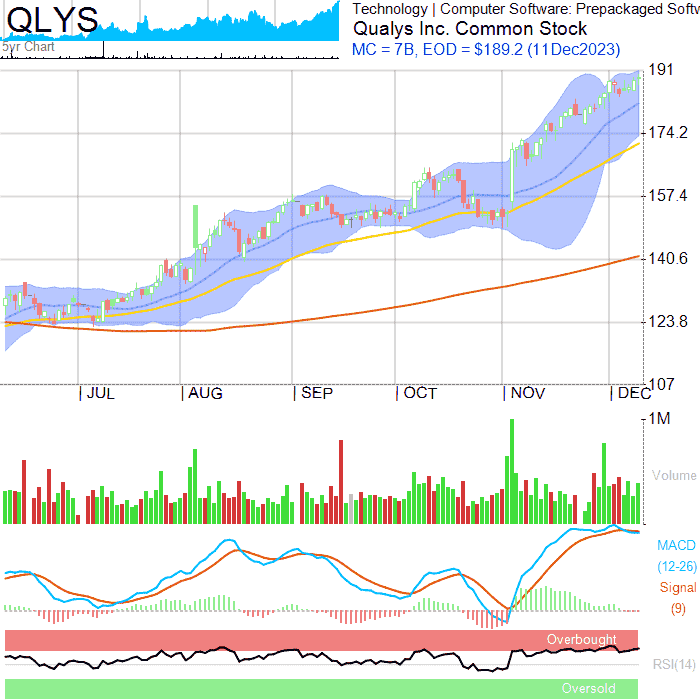 QLYS
5yr Chart
Technology | Computer Software: Prepackaged Softw
Qualys Inc. Common Stock
MC = 7B, EOD = $189.2 (11Dec2023)
191
174.2
157.4
140.6
123.8
107
JUL
AUG
SEP
OCT
NOV
DEC
1M
Volume
MACD
(12-26)
Signal
(9)
Overbought
RSI(14)
Oversold